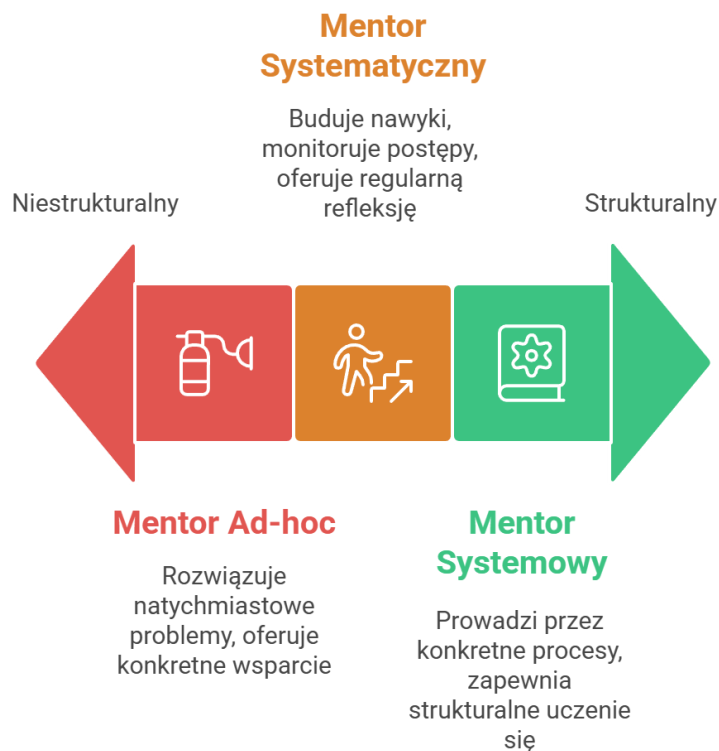 Mentor
Systematyczny
Buduje nawyki,
monitoruje postępy,
oferuje regularną
refleksję
Niestrukturalny
Strukturalny
Mentor Ad-hoc
Rozwiązuje
natychmiastowe
problemy, oferuje
konkretne wsparcie
Mentor
Systemowy
Prowadzi przez
konkretne procesy,
zapewnia
strukturalne uczenie
się